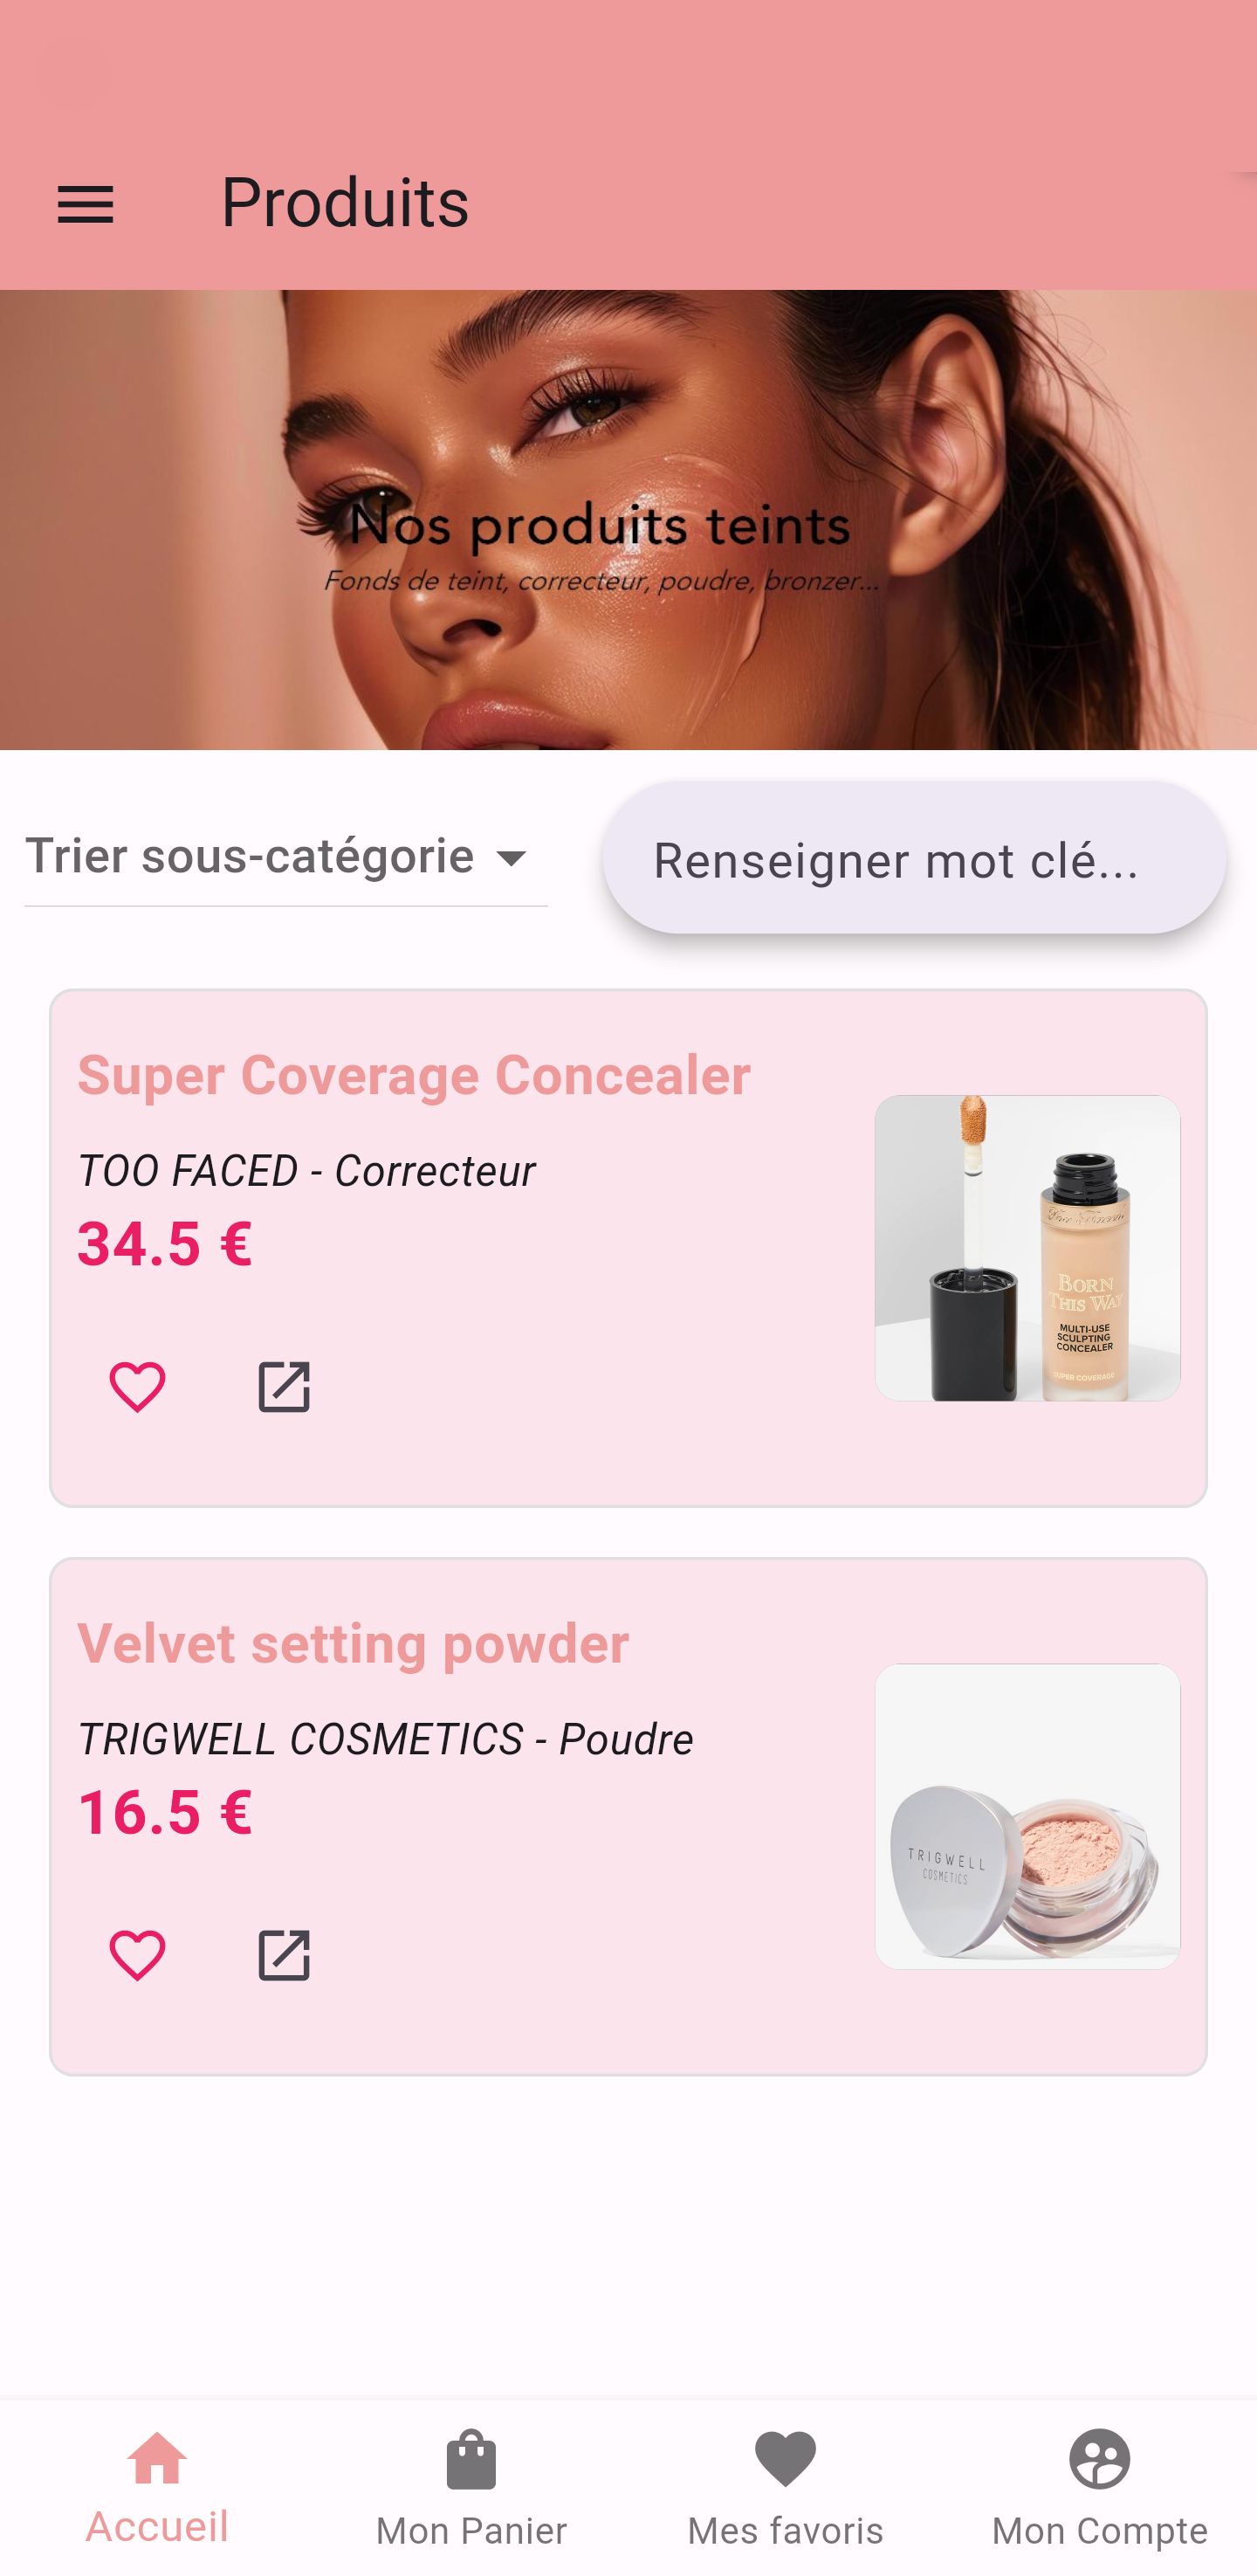 Produits
Nos produits teints
Fonds de teint, correcteur, poudre, bronzer...
Trier sous-catégorie
Renseigner mot clé...
Super Coverage Concealer
TOO FACED - Correcteur
34.5 €
Too Faced
BORN
THIS WAY
MULTI-USE
SCULPTING
CONCEALER
SUPER COVERAGE
Velvet setting powder
TRIGWELL COSMETICS - Poudre
16.5 €
TRIGWELL
COSMETICS
Accueil
Mon Panier
Mes favoris
Mon Compte